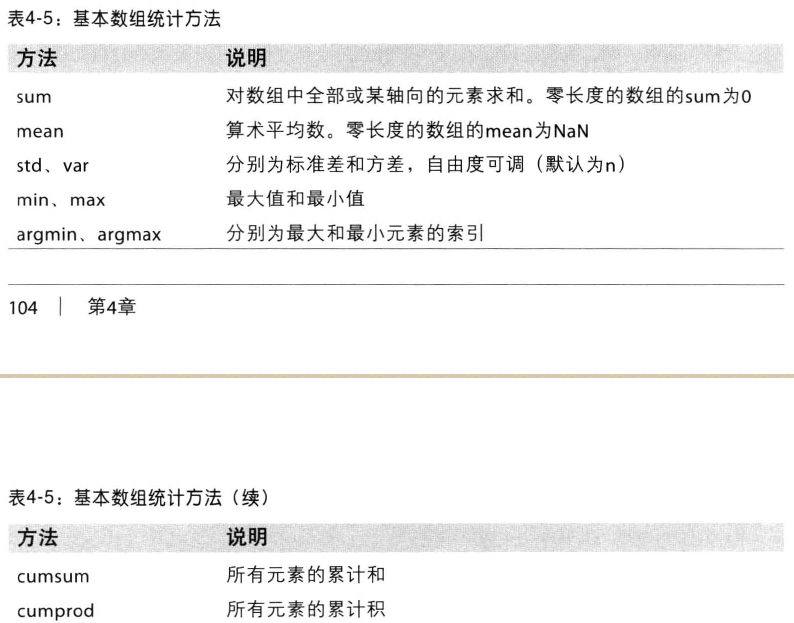 表4-5：基本数组统计方法
方法 说明
sum 对数组中全部或某轴向的元素求和。零长度的数组的sum为0
mean 算术平均数。零长度的数组的mean为NaN
std、var 分别为标准差和方差，自由度可调（默认为n）
min、max 最大值和最小值
argmin、argmax 分别为最大和最小元素的索引
104 | 第4章
表4-5：基本数组统计方法（续）
方法 说明
cumsum 所有元素的累计和
cumprod 所有元素的累计积